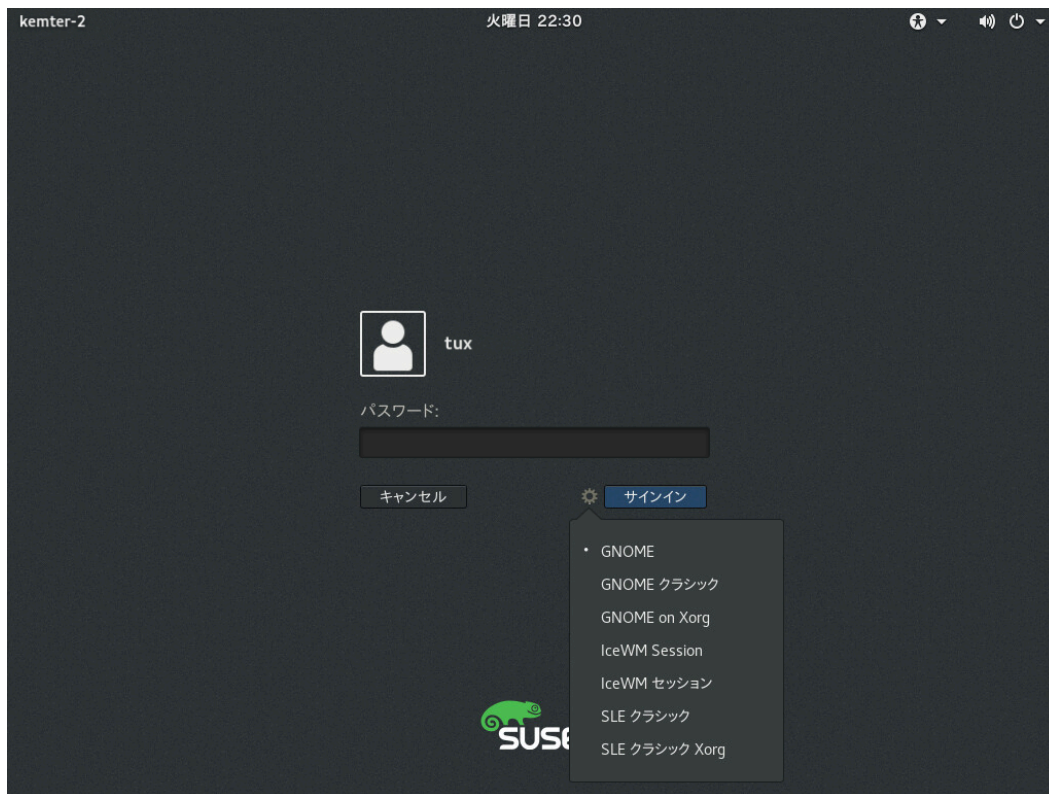 kemter-2 火曜日 22:30
tux
パスワード:
キャンセル サインイン
GNOME
GNOME クラシック
GNOME on Xorg
IceWM Session
IceWM セッション
SLE クラシック
SUSE
SLE クラシック Xorg